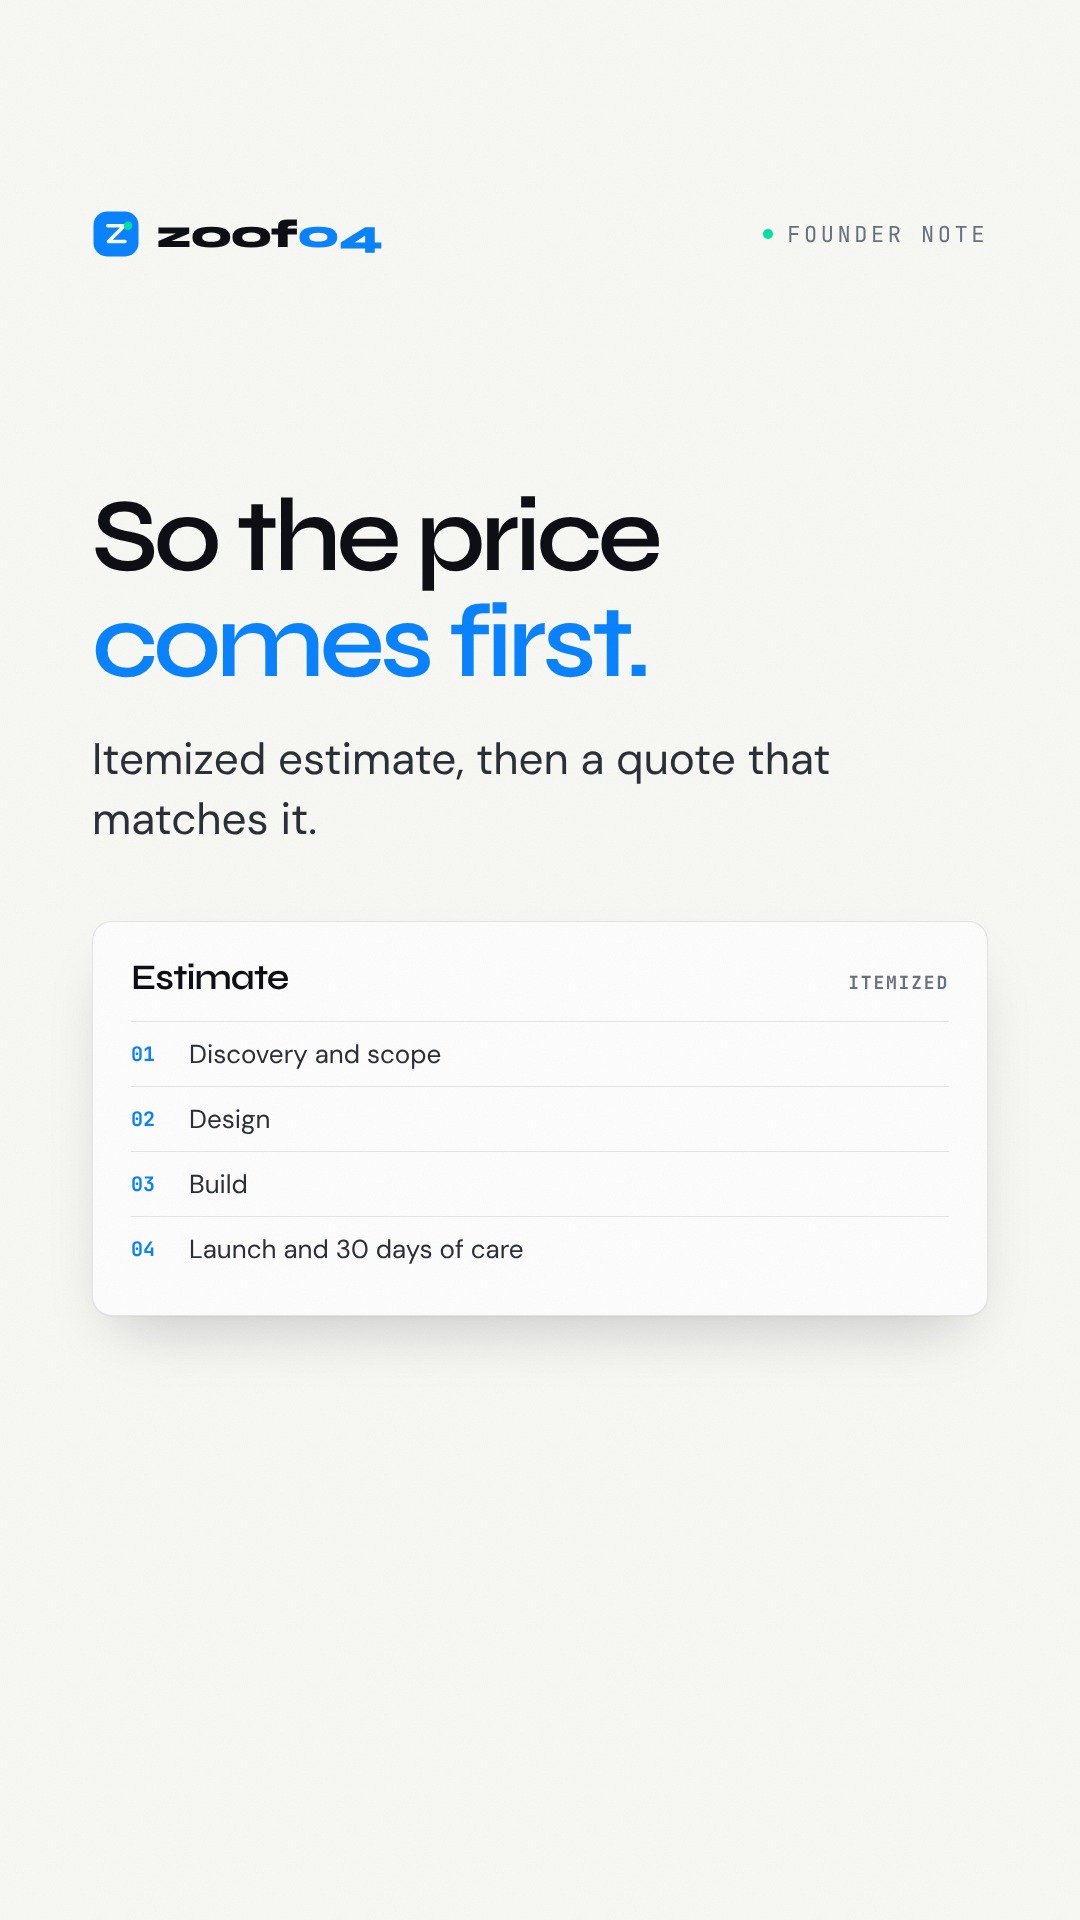 Z zoof04
FOUNDER NOTE
So the price
comes first.
Itemized estimate, then a quote that
matches it.
Estimate
ITEMIZED
01 Discovery and scope
02 Design
03 Build
04 Launch and 30 days of care